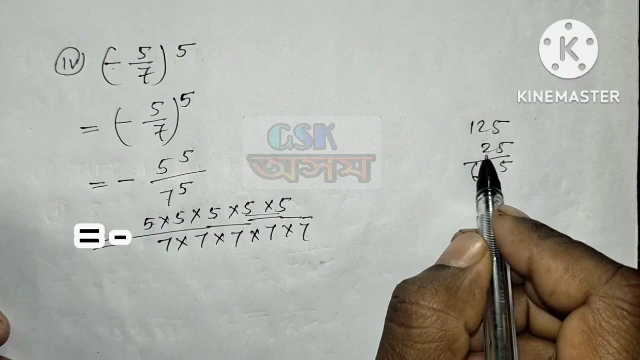 (iv) (- 5/7)^5
= (- 5/7)^5
= - 5^5/7^5
= - 5×5×5×5×5 / 7×7×7×7×7
125
25
5
GSK
অসম
KINEMASTER